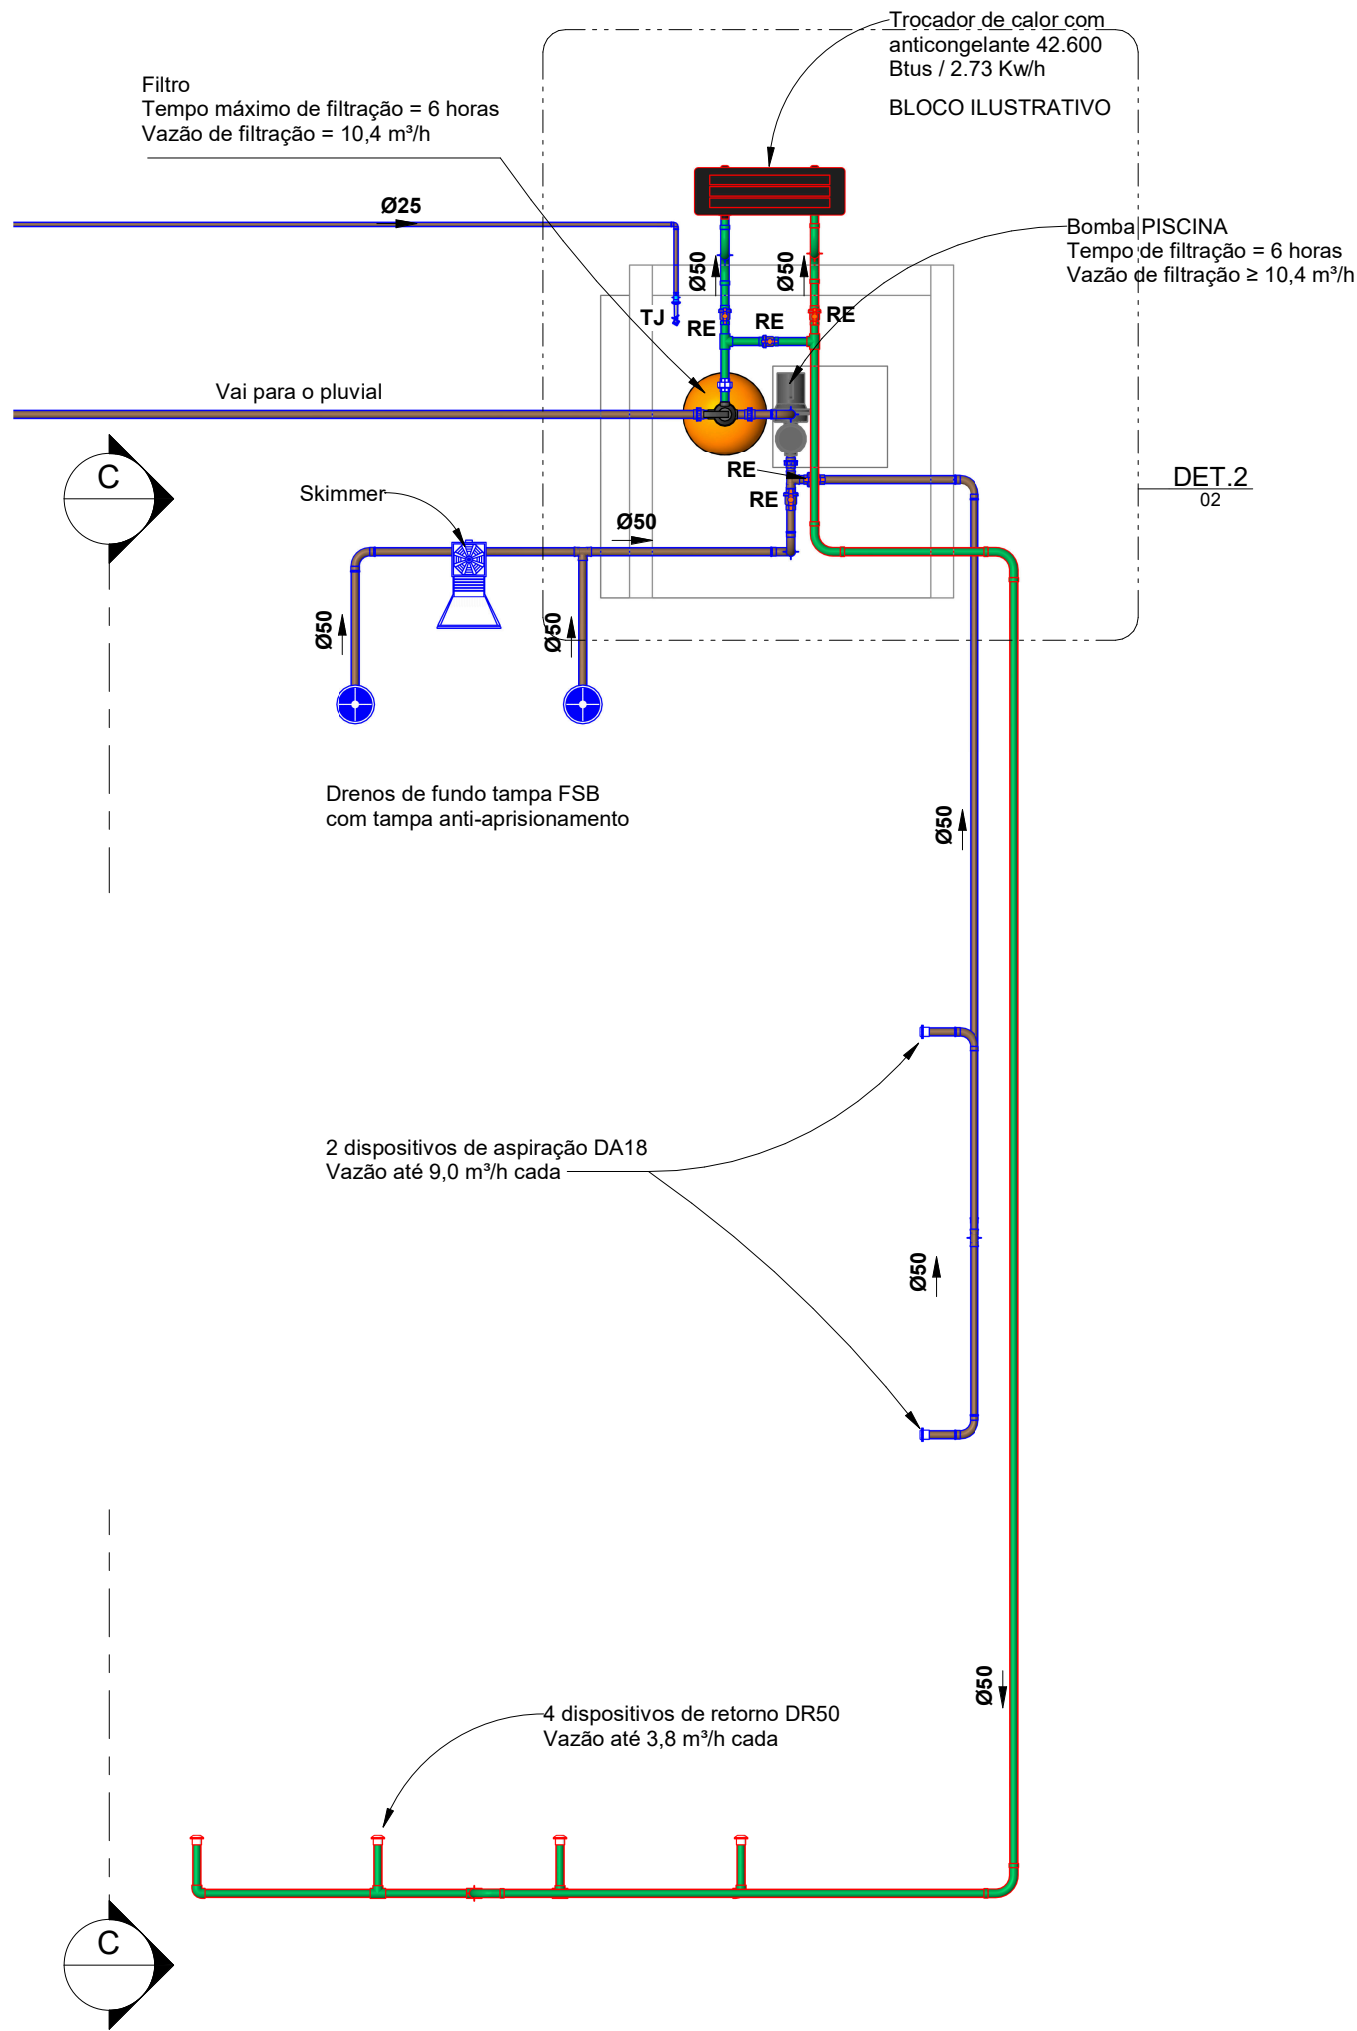 Trocador de calor com
anticongelante 42.600
Btus / 2.73 Kw/h
BLOCO ILUSTRATIVO
Filtro
Tempo máximo de filtração = 6 horas
Vazão de filtração = 10,4 m³/h
Ø25
Bomba PISCINA
Tempo de filtração = 6 horas
Vazão de filtração ≥ 10,4 m³/h
Ø50
Ø50
TJ
RE
RE
RE
Vai para o pluvial
C
RE
RE
DET.2
02
Skimmer
Ø50
Ø50
Ø50
Drenos de fundo tampa FSB
com tampa anti-aprisionamento
Ø50
2 dispositivos de aspiração DA18
Vazão até 9,0 m³/h cada
Ø50
Ø50
4 dispositivos de retorno DR50
Vazão até 3,8 m³/h cada
C